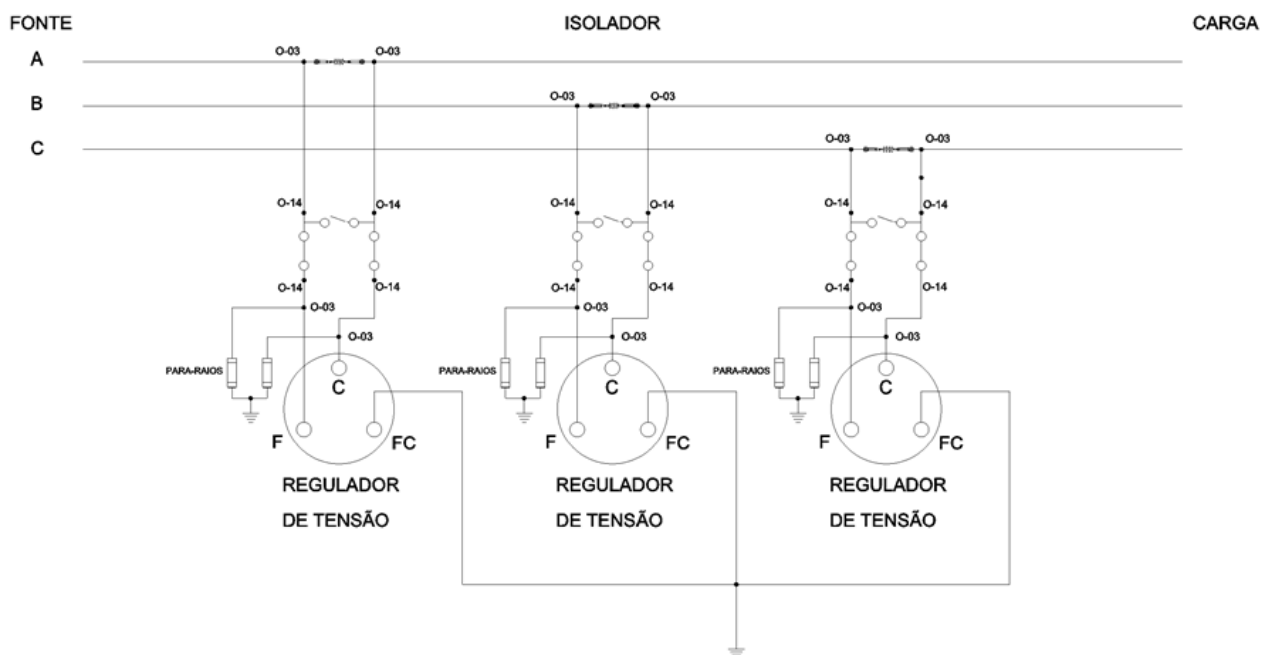 FONTE ISOLADOR CARGA
A O-03 O-03
B O-03 O-03
C O-03 O-03
O-14 O-14 O-14 O-14 O-14 O-14
O-14 O-14 O-14 O-14 O-14 O-14
O-03 O-03 O-03
O-03 O-03 O-03
PARA-RAIOS PARA-RAIOS PARA-RAIOS
C C C
F FC F FC F FC
REGULADOR REGULADOR REGULADOR
DE TENSÃO DE TENSÃO DE TENSÃO